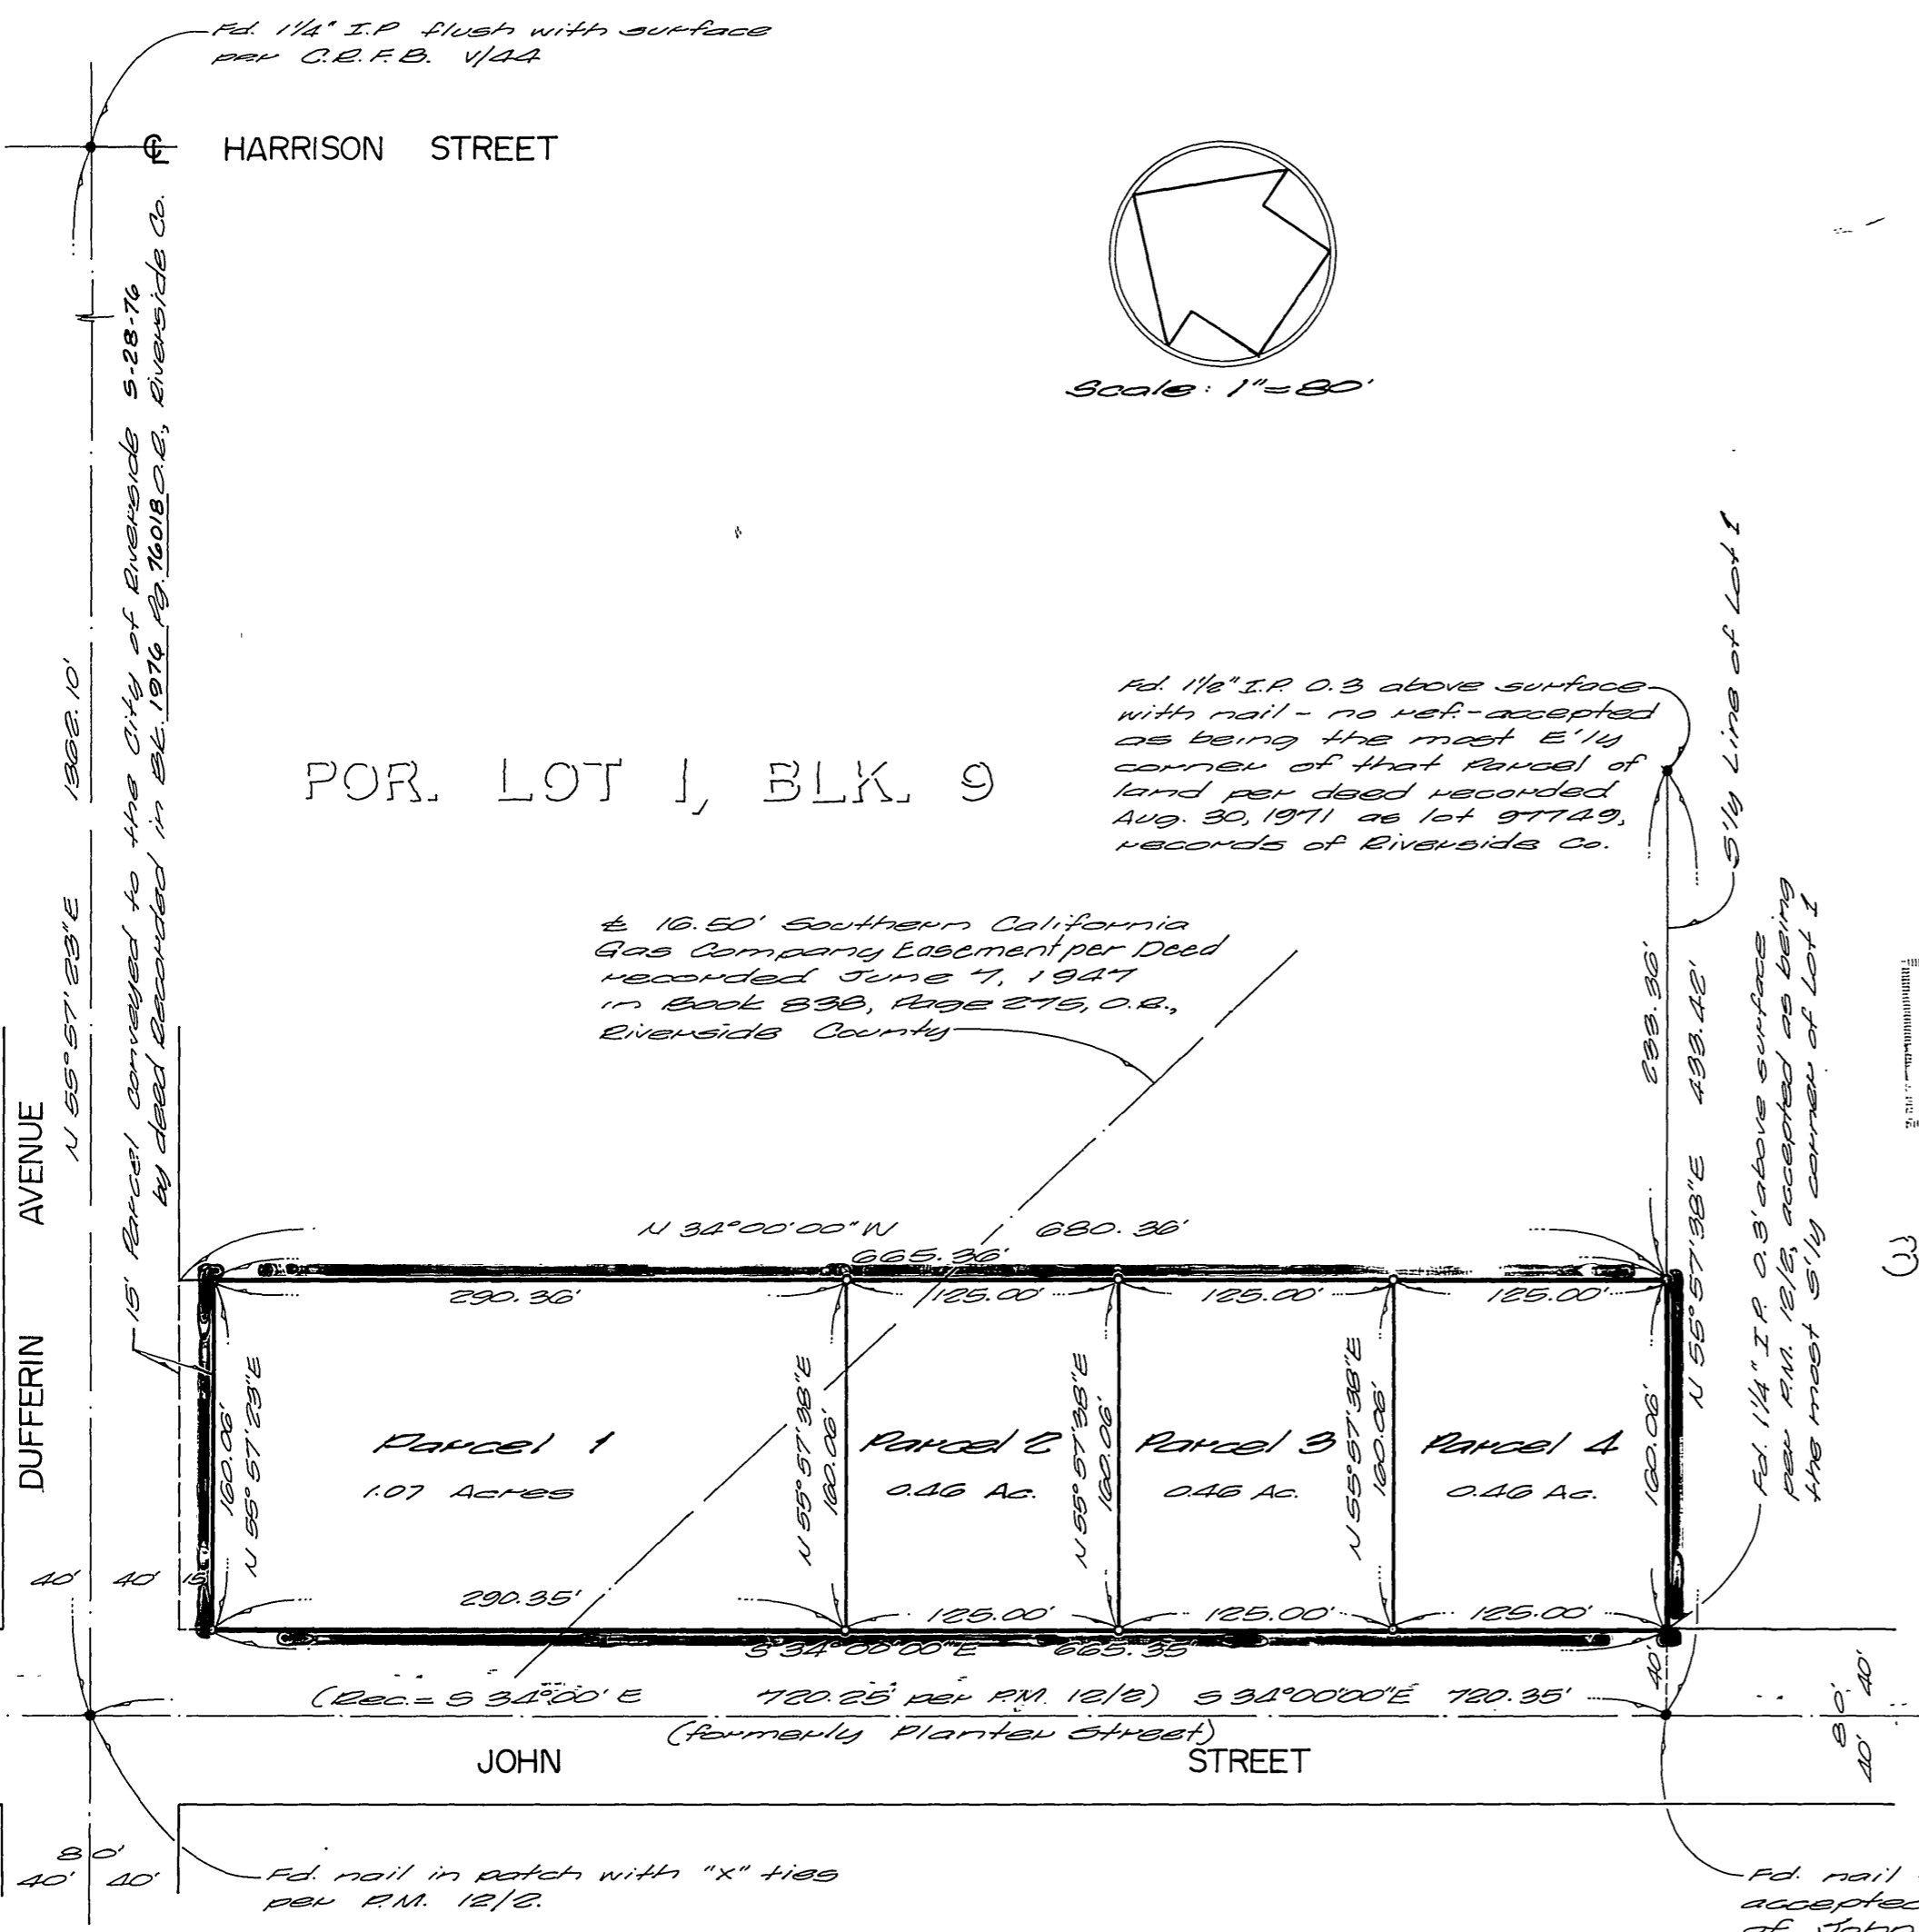 Fd. 1 1/4" I.P. flush with surface
per C.R.F.B. V/44
℄ HARRISON STREET
Scale: 1"=80'
N 55°57'23"E 1362.10'
15' Parcel conveyed to the City of Riverside 5-28-76
by deed Recorded in Bk. 1976 Pg. 76018 O.R., Riverside Co.
POR. LOT 1, BLK. 9
Fd. 1 1/2" I.P. 0.3 above surface
with nail - no ref. - accepted
as being the most E'ly
corner of that Parcel of
land per deed recorded
Aug. 30, 1971 as lot 97749,
records of Riverside Co.
S'ly Line of Lot 1
℄ 16.50' Southern California
Gas Company Easement per Deed
recorded June 7, 1947
in Book 838, Page 275, O.R.,
Riverside County
233.36'
N 55°57'38"E 433.42'
Fd. 1 1/4" I.P. 0.3' above surface
per P.M. 12/2, accepted as being
the most S'ly corner of Lot 1
3
DUFFERIN AVENUE
N 34°00'00"W 680.36'
665.36'
290.36' 125.00' 125.00' 125.00'
160.06'
N 55°57'23"E
N 55°57'38"E
160.06'
N 55°57'38"E
160.06'
N 55°57'38"E
160.06'
160.06'
Parcel 1 Parcel 2 Parcel 3 Parcel 4
1.07 Acres 0.46 Ac. 0.46 Ac. 0.46 Ac.
40' 40' 15'
290.35' 125.00' 125.00' 125.00'
S 34°00'00"E 665.35'
40'
(Rec.= S 34°00' E 720.25' per P.M. 12/2) S 34°00'00"E 720.35'
(formerly Planter Street)
JOHN STREET
80'
40' 40'
80'
40' 40'
Fd. nail in patch with "X" ties
per P.M. 12/2.
Fd. nail
accepted
of John